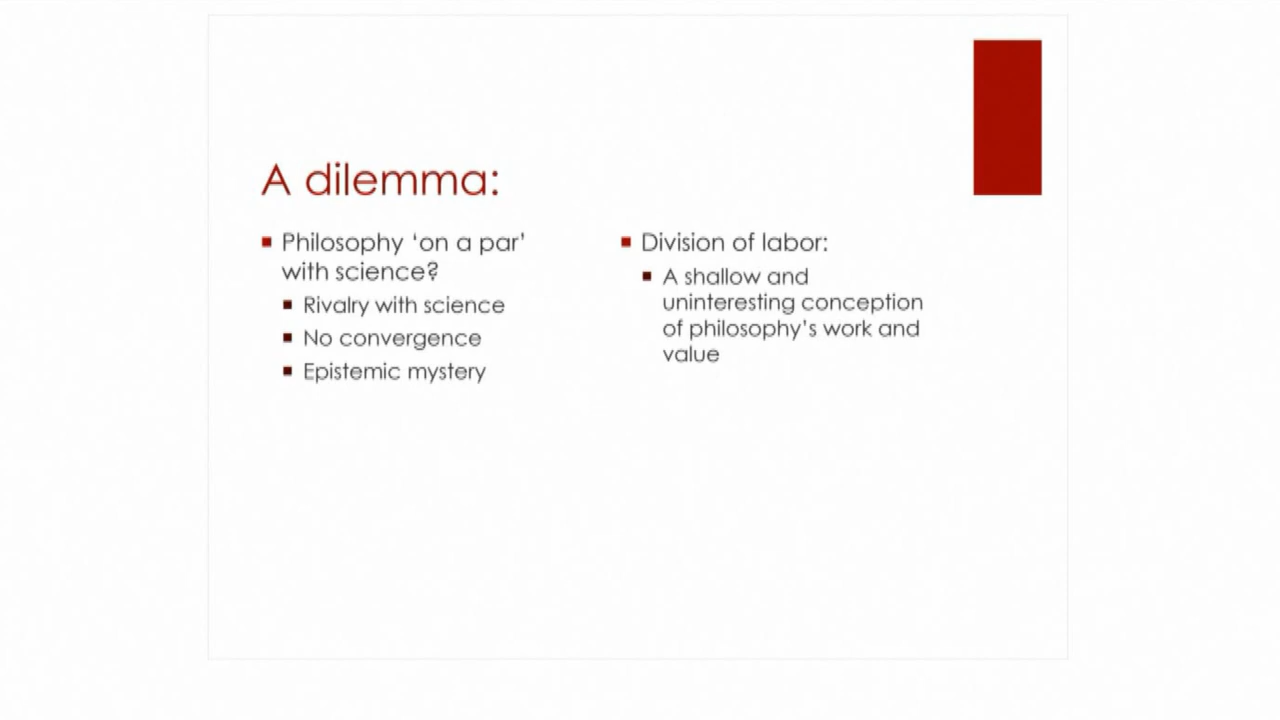 A dilemma:
Philosophy ‘on a par’
with science?
Rivalry with science
No convergence
Epistemic mystery
Division of labor:
A shallow and
uninteresting conception
of philosophy’s work and
value